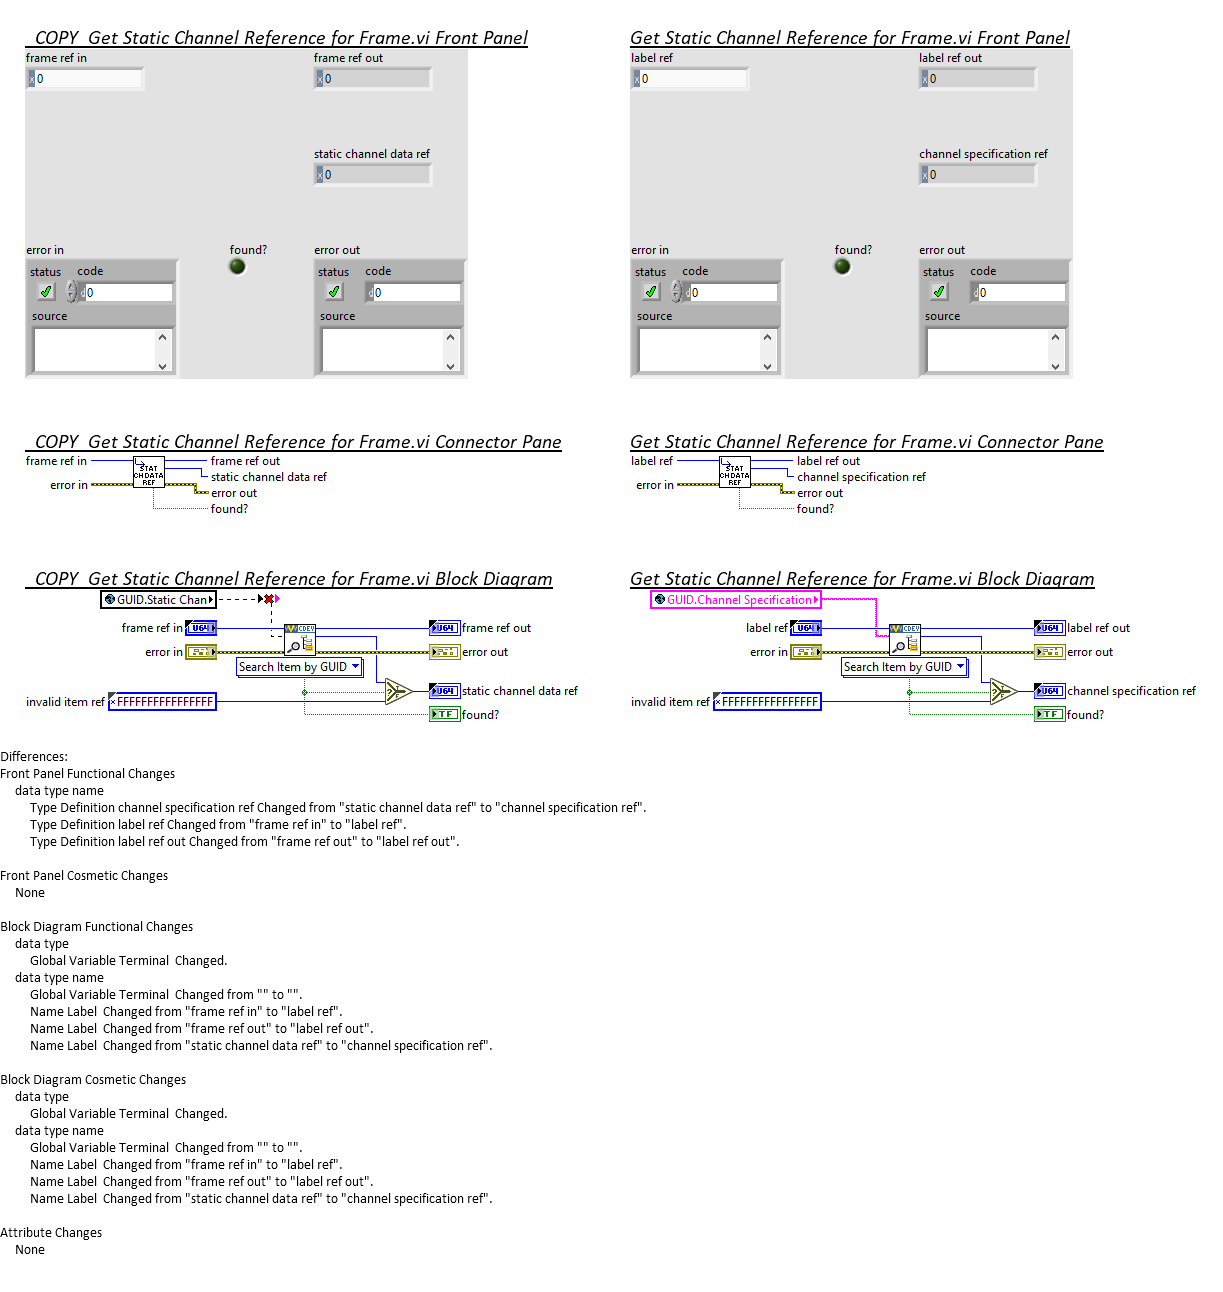 _COPY_Get Static Channel Reference for Frame.vi Front Panel
frame ref in
frame ref out
x 0
x 0
static channel data ref
x 0
error in
found?
error out
status
code
status
code
d 0
d 0
source
source
Get Static Channel Reference for Frame.vi Front Panel
label ref
label ref out
x 0
x 0
channel specification ref
x 0
error in
found?
error out
status
code
status
code
d 0
d 0
source
source
_COPY_Get Static Channel Reference for Frame.vi Connector Pane
frame ref in
STAT
CHDATA
REF
frame ref out
static channel data ref
error in
error out
found?
Get Static Channel Reference for Frame.vi Connector Pane
label ref
STAT
CHDATA
REF
label ref out
channel specification ref
error in
error out
found?
_COPY_Get Static Channel Reference for Frame.vi Block Diagram
GUID.Static Chan
frame ref in
U64
CDEV
U64
frame ref out
error in
error out
Search Item by GUID
U64
static channel data ref
invalid item ref
x FFFFFFFFFFFFFFFF
? T F
TF
found?
Get Static Channel Reference for Frame.vi Block Diagram
GUID.Channel Specification
label ref
U64
CDEV
U64
label ref out
error in
error out
Search Item by GUID
U64
channel specification ref
invalid item ref
x FFFFFFFFFFFFFFFF
? T F
TF
found?
Differences:
Front Panel Functional Changes
data type name
Type Definition channel specification ref Changed from "static channel data ref" to "channel specification ref".
Type Definition label ref Changed from "frame ref in" to "label ref".
Type Definition label ref out Changed from "frame ref out" to "label ref out".
Front Panel Cosmetic Changes
None
Block Diagram Functional Changes
data type
Global Variable Terminal  Changed.
data type name
Global Variable Terminal  Changed from "" to "".
Name Label  Changed from "frame ref in" to "label ref".
Name Label  Changed from "frame ref out" to "label ref out".
Name Label  Changed from "static channel data ref" to "channel specification ref".
Block Diagram Cosmetic Changes
data type
Global Variable Terminal  Changed.
data type name
Global Variable Terminal  Changed from "" to "".
Name Label  Changed from "frame ref in" to "label ref".
Name Label  Changed from "frame ref out" to "label ref out".
Name Label  Changed from "static channel data ref" to "channel specification ref".
Attribute Changes
None